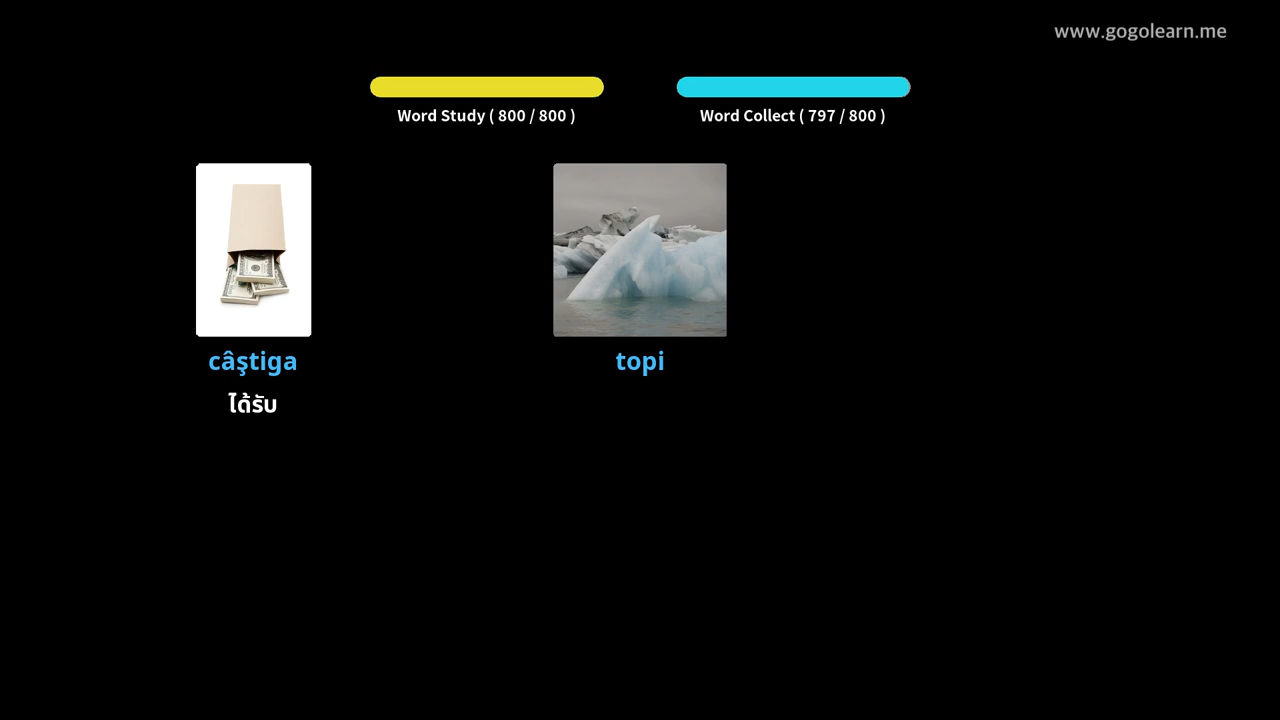 www.gogolearn.me
Word Study ( 800 / 800 )
Word Collect ( 797 / 800 )
câştiga
ได้รับ
topi